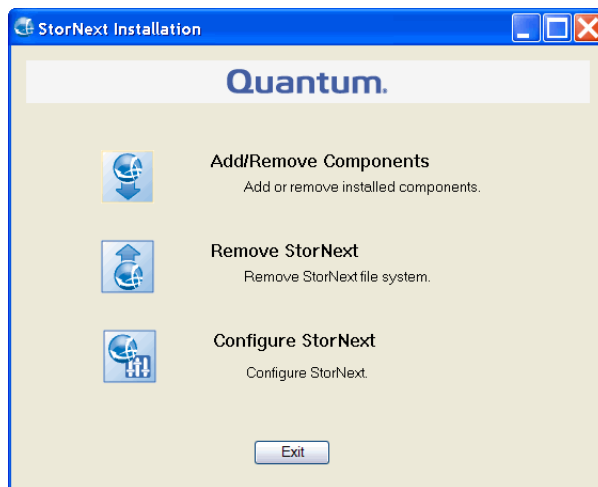 StorNext Installation
Quantum.
Add/Remove Components
Add or remove installed components.
Remove StorNext
Remove StorNext file system.
Configure StorNext
Configure StorNext.
Exit